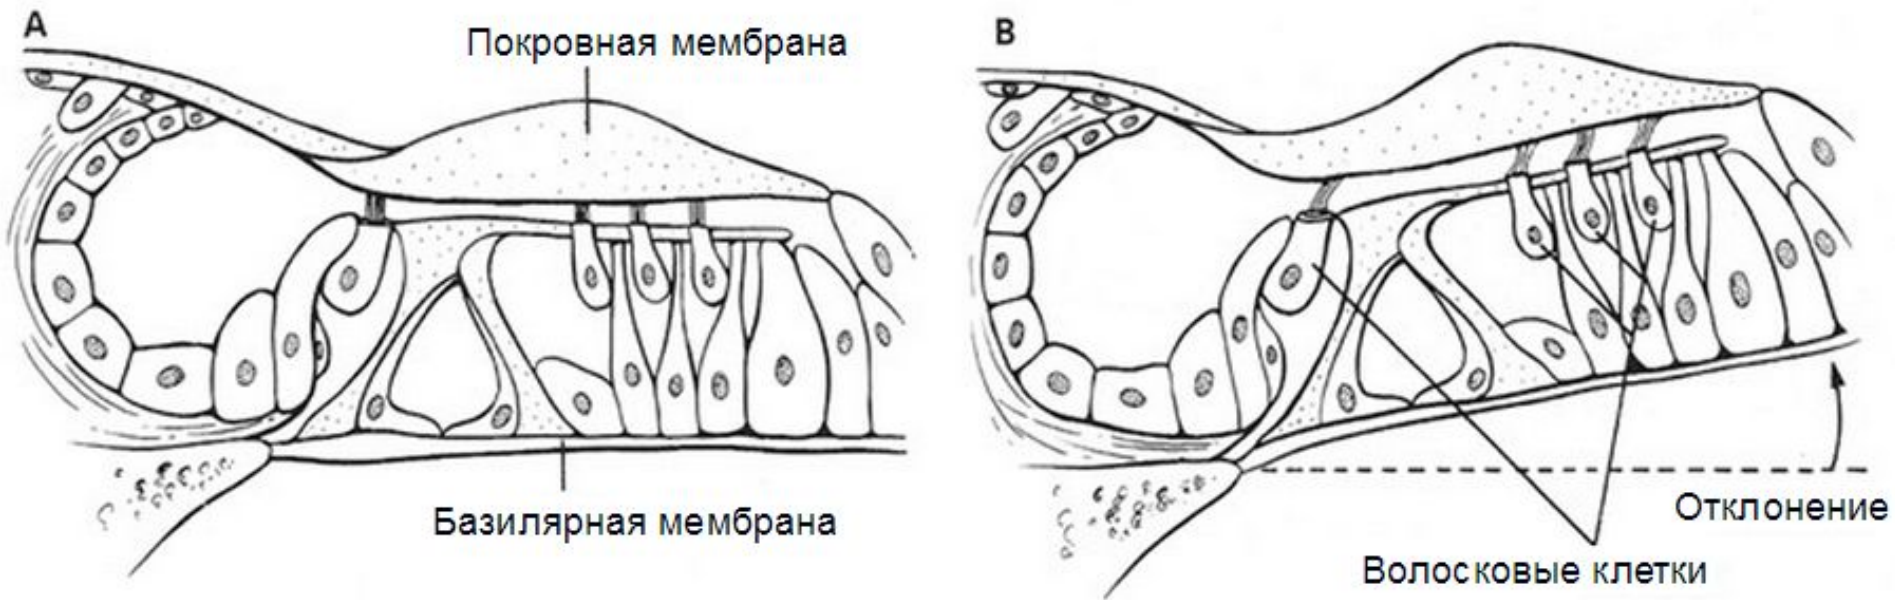 A
Покровная мембрана
Базилярная мембрана
B
Отклонение
Волосковые клетки